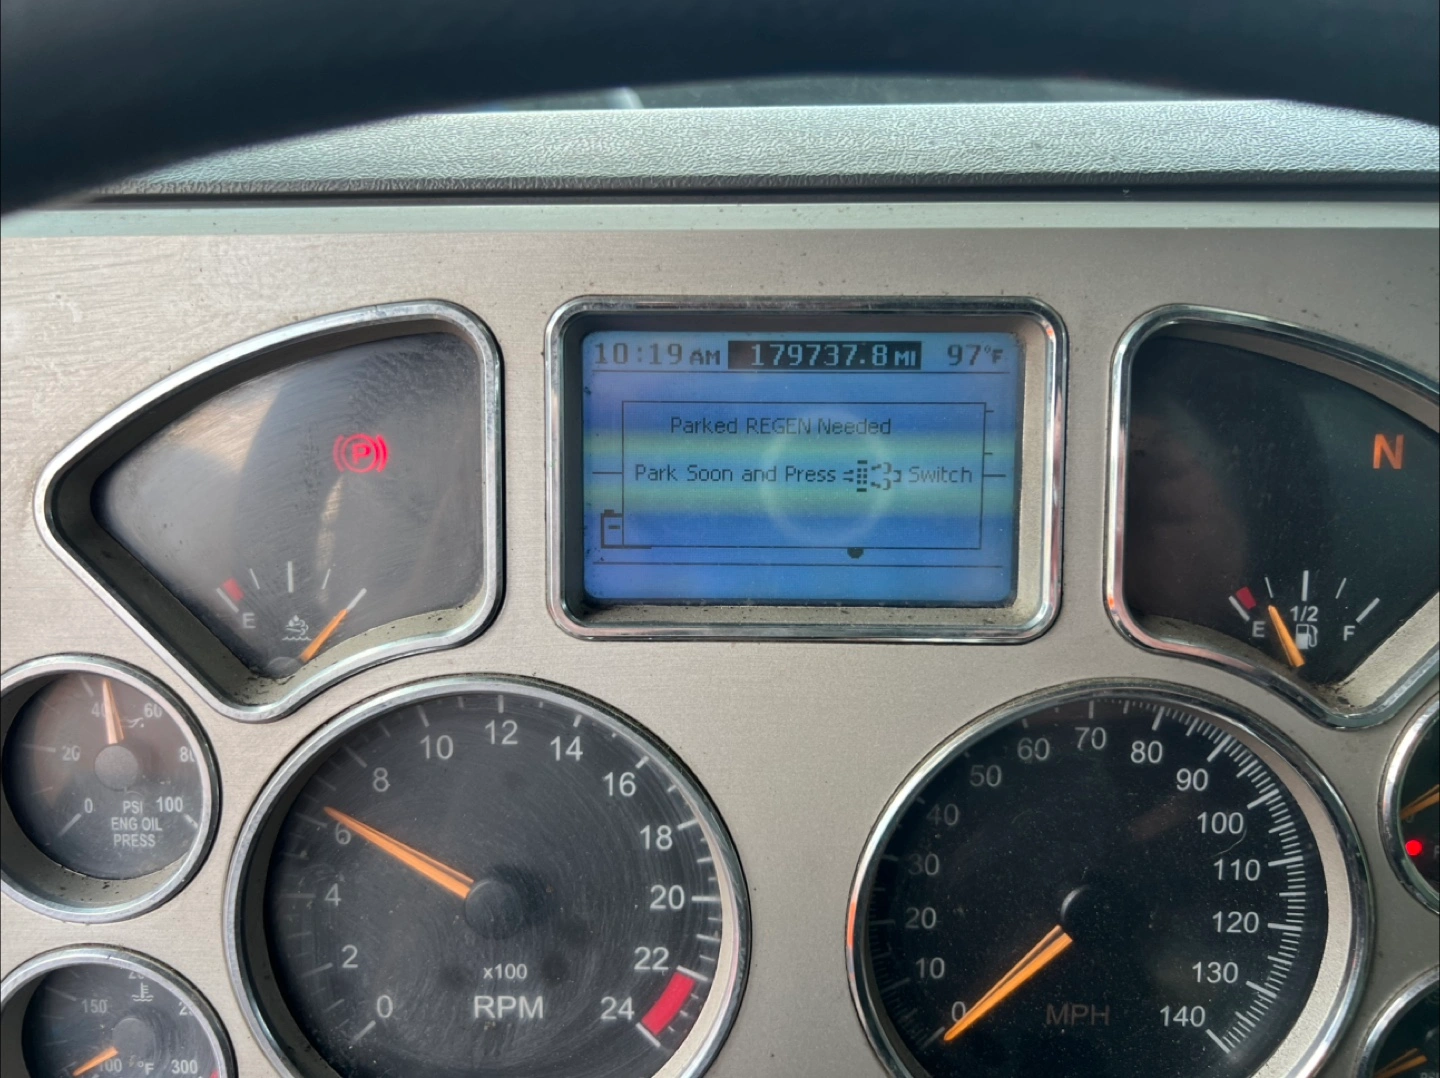 10:19 AM 179737.8 MI 97°F
Parked REGEN Needed
Park Soon and Press Switch
P
N
E
E 1/2 F
20 40 60 80
0 PSI 100
ENG OIL
PRESS
150
100 °F 300
0 2 4 6 8 10 12 14 16 18 20 22 24
x100
RPM
0 10 20 30 40 50 60 70 80 90 100 110 120 130 140
MPH